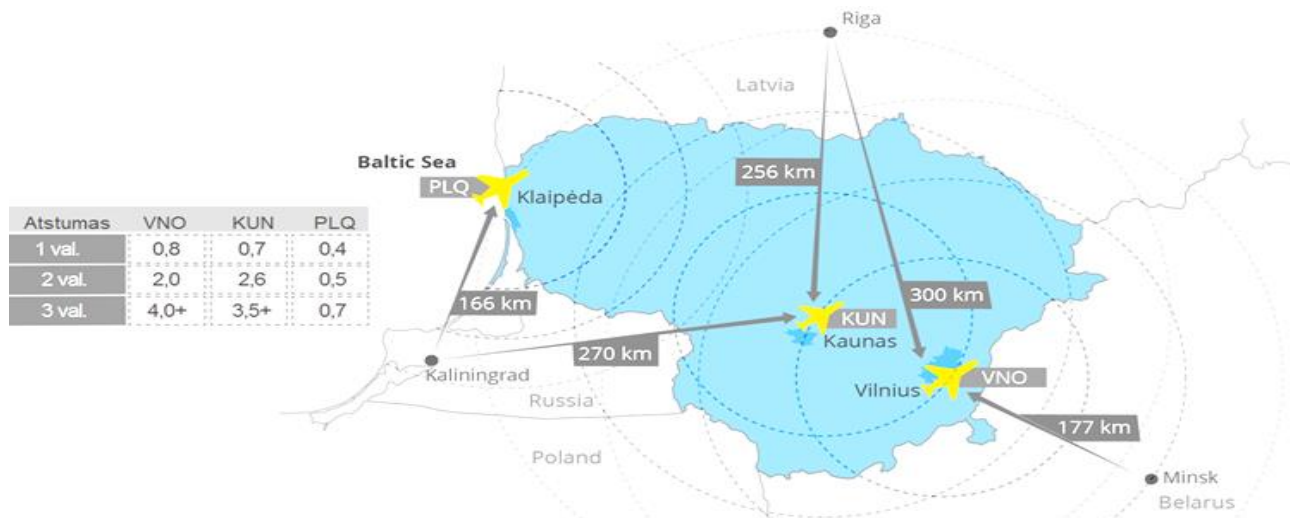 Riga
Latvia
Baltic Sea
PLQ
Klaipėda
256 km
Atstumas VNO KUN PLQ
1 val. 0,8 0,7 0,4
2 val. 2,0 2,6 0,5
3 val. 4,0+ 3,5+ 0,7
166 km
300 km
KUN
Kaunas
270 km
Kaliningrad
Vilnius
VNO
Russia
177 km
Poland
Minsk
Belarus